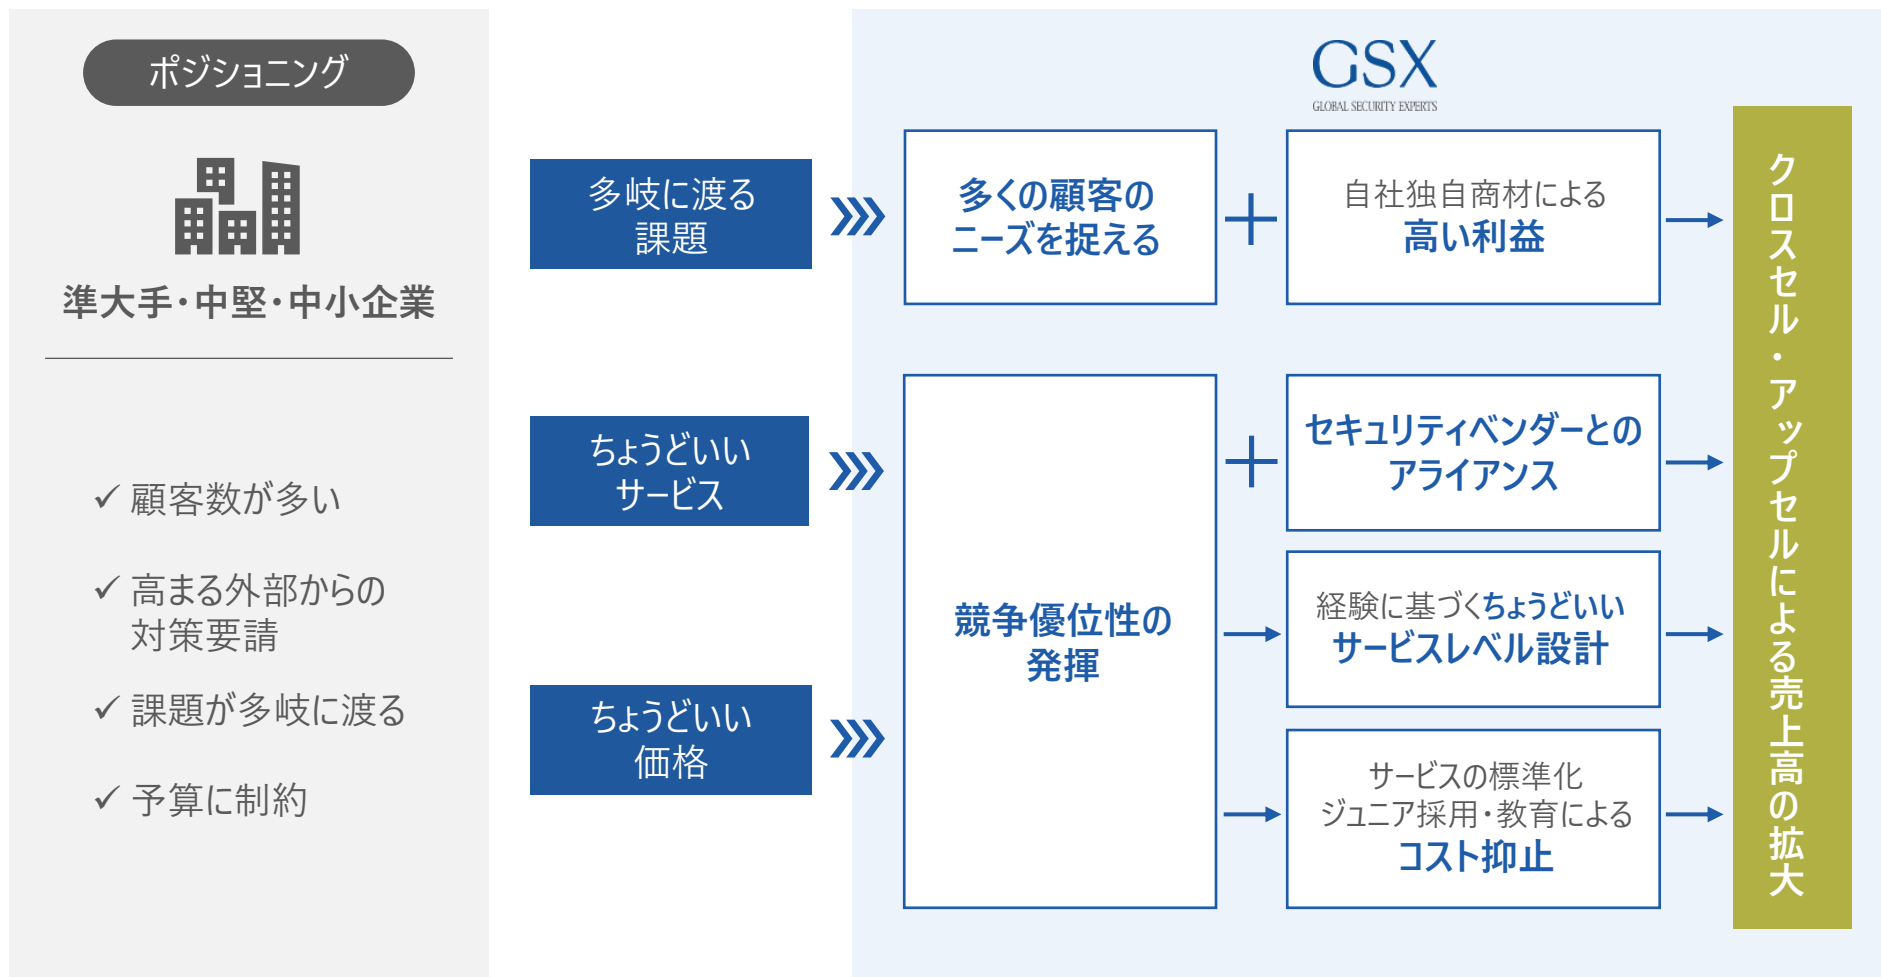 ポジショニング
準大手・中堅・中小企業
✓ 顧客数が多い
✓ 高まる外部からの
対策要請
✓ 課題が多岐に渡る
✓ 予算に制約
多岐に渡る
課題
ちょうどいい
サービス
ちょうどいい
価格
GSX
GLOBAL SECURITY EXPERTS
多くの顧客の
ニーズを捉える
自社独自商材による
高い利益
競争優位性の
発揮
セキュリティベンダーとの
アライアンス
経験に基づくちょうどいい
サービスレベル設計
サービスの標準化
ジュニア採用・教育による
コスト抑止
クロスセル・アップセルによる売上高の拡大